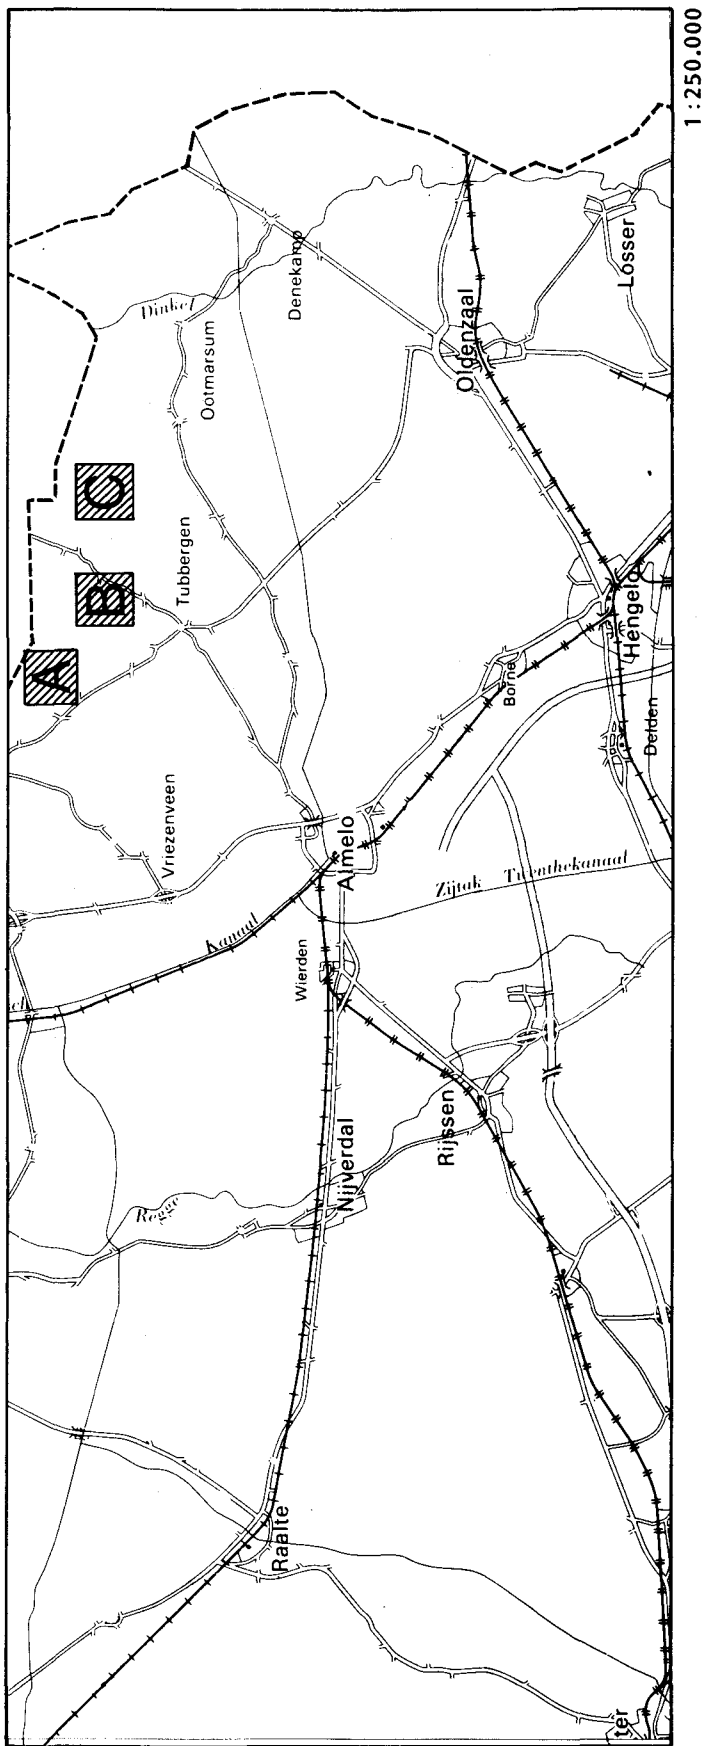 1:250.000
A
B
C
Dinkel
Ootmarsum
Denekamp
Tubbergen
Oldenzaal
Losser
Vriezenveen
Borne
Hengelo
Delden
Almelo
Kanaal
Zijtak Twenthekanaal
Wierden
Nijverdal
Rijssen
Regge
Raalte
ter